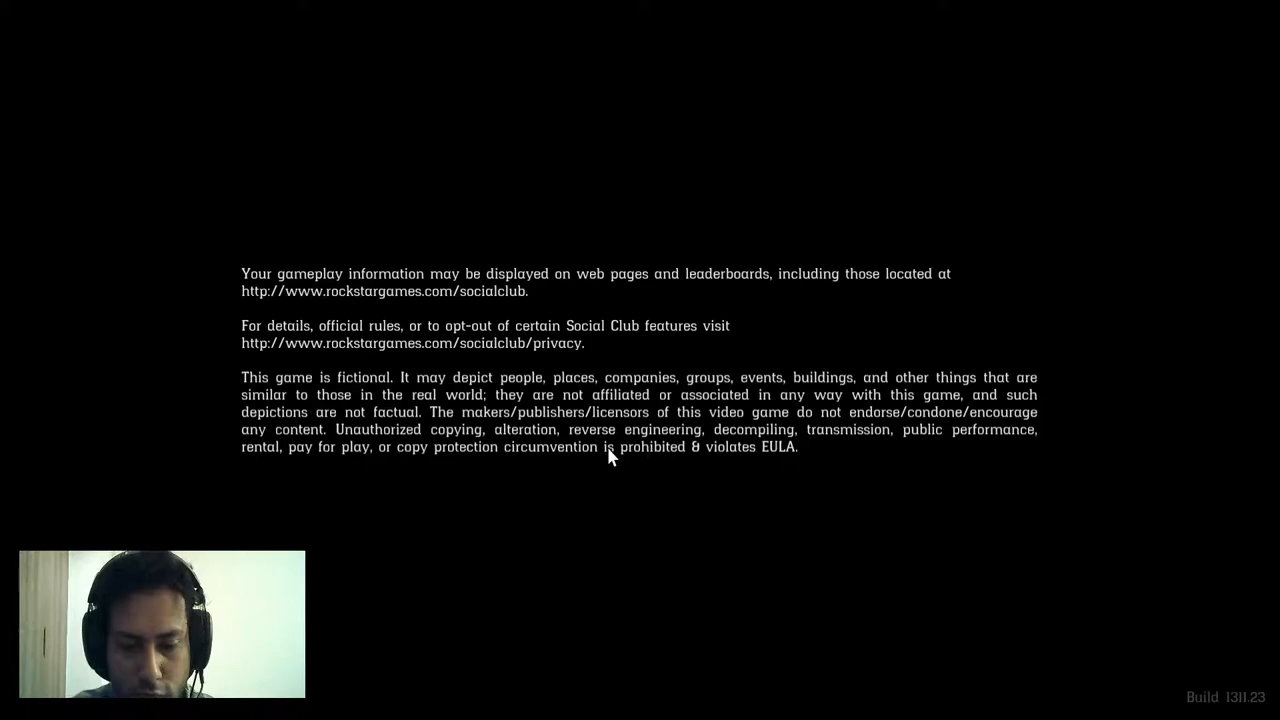 Your gameplay information may be displayed on web pages and leaderboards, including those located at
http://www.rockstargames.com/socialclub.
For details, official rules, or to opt-out of certain Social Club features visit
http://www.rockstargames.com/socialclub/privacy.
This game is fictional. It may depict people, places, companies, groups, events, buildings, and other things that are
similar to those in the real world; they are not affiliated or associated in any way with this game, and such
depictions are not factual. The makers/publishers/licensors of this video game do not endorse/condone/encourage
any content. Unauthorized copying, alteration, reverse engineering, decompiling, transmission, public performance,
rental, pay for play, or copy protection circumvention is prohibited & violates EULA.
Build 1311.23